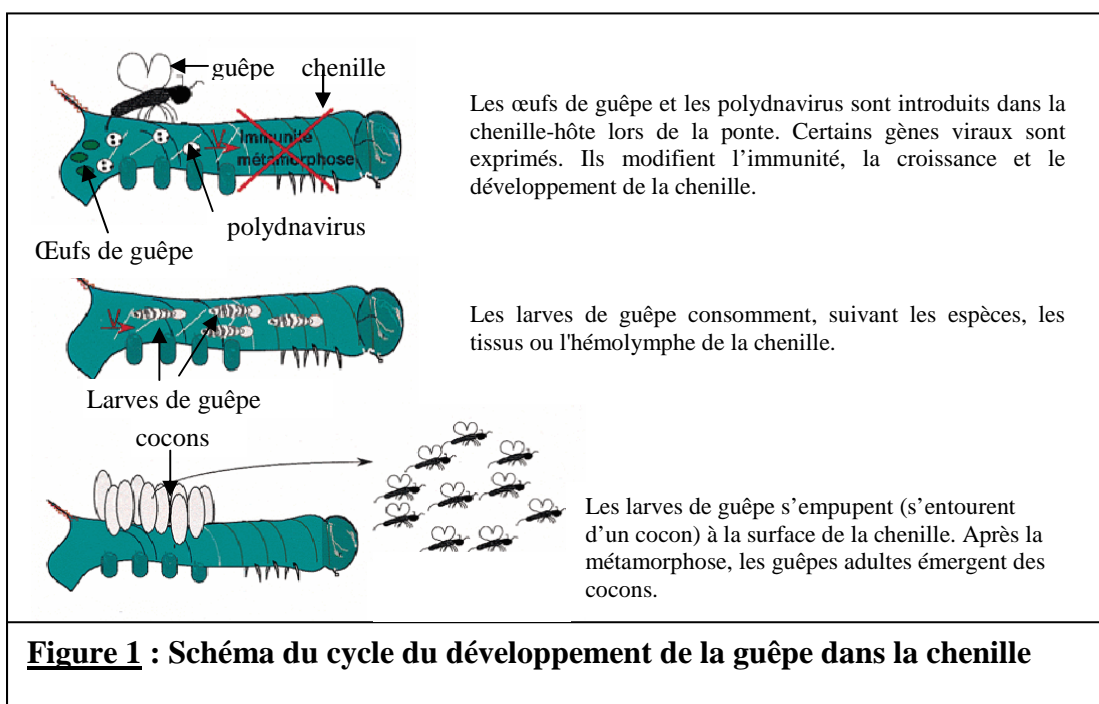 guêpe chenille
Immunité
métamorphose
polydnavirus
Œufs de guêpe
Les œufs de guêpe et les polydnavirus sont introduits dans la
chenille-hôte lors de la ponte. Certains gènes viraux sont
exprimés. Ils modifient l’immunité, la croissance et le
développement de la chenille.
Larves de guêpe
Les larves de guêpe consomment, suivant les espèces, les
tissus ou l'hémolymphe de la chenille.
cocons
Les larves de guêpe s’empupent (s’entourent
d’un cocon) à la surface de la chenille. Après la
métamorphose, les guêpes adultes émergent des
cocons.
Figure 1 : Schéma du cycle du développement de la guêpe dans la chenille